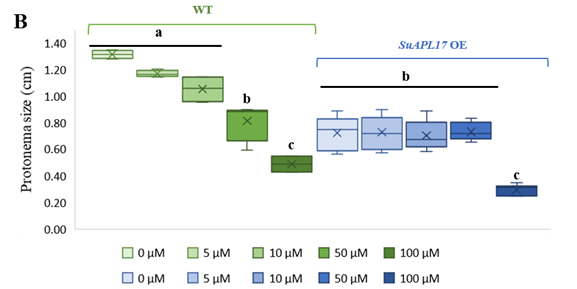 B
WT
SuAPL17 OE
a
b
b
c
c
Protonema size (cm)
1.40
1.20
1.00
0.80
0.60
0.40
0.20
0.00
0 µM 5 µM 10 µM 50 µM 100 µM
0 µM 5 µM 10 µM 50 µM 100 µM